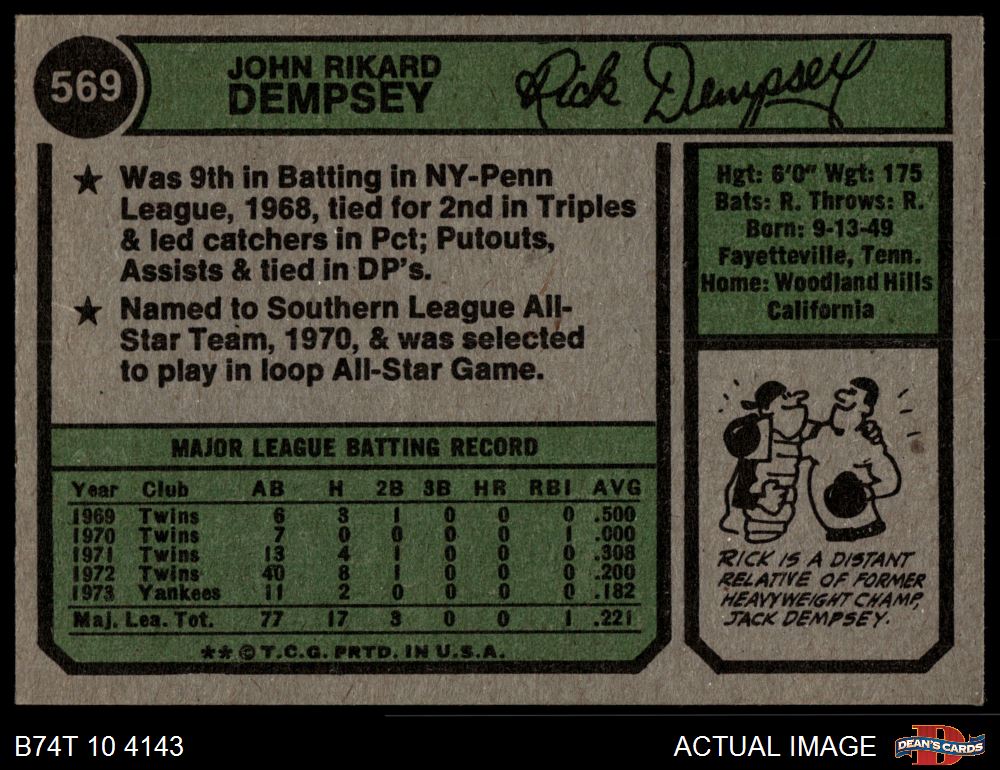 569
JOHN RIKARD
DEMPSEY
Rick Dempsey
★ Was 9th in Batting in NY-Penn
League, 1968, tied for 2nd in Triples
& led catchers in Pct; Putouts,
Assists & tied in DP's.
★ Named to Southern League All-
Star Team, 1970, & was selected
to play in loop All-Star Game.
Hgt: 6'0" Wgt: 175
Bats: R. Throws: R.
Born: 9-13-49
Fayetteville, Tenn.
Home: Woodland Hills
California
MAJOR LEAGUE BATTING RECORD
Year Club AB H 2B 3B HR RBI AVG
1969 Twins 6 3 1 0 0 0 .500
1970 Twins 7 0 0 0 0 1 .000
1971 Twins 13 4 1 0 0 0 .308
1972 Twins 40 8 1 0 0 0 .200
1973 Yankees 11 2 0 0 0 0 .182
Maj. Lea. Tot. 77 17 3 0 0 1 .221
** © T.C.G. PRTD. IN U.S.A.
RICK IS A DISTANT
RELATIVE OF FORMER
HEAVYWEIGHT CHAMP,
JACK DEMPSEY.
B74T 10 4143
ACTUAL IMAGE
DEAN'S CARDS